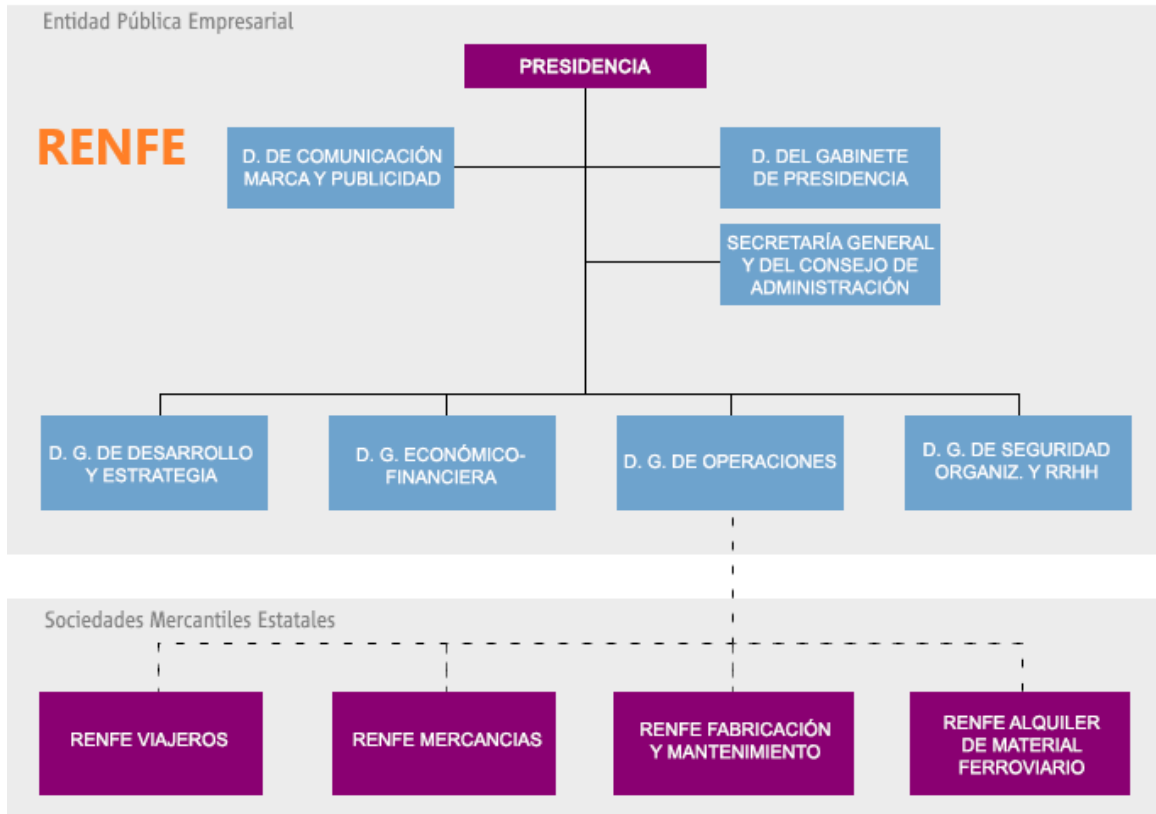 Entidad Pública Empresarial
PRESIDENCIA
RENFE
D. DE COMUNICACIÓN
MARCA Y PUBLICIDAD
D. DEL GABINETE
DE PRESIDENCIA
SECRETARÍA GENERAL
Y DEL CONSEJO DE
ADMINISTRACIÓN
D. G. DE DESARROLLO
Y ESTRATEGIA
D. G. ECONÓMICO-
FINANCIERA
D. G. DE OPERACIONES
D. G. DE SEGURIDAD
ORGANIZ. Y RRHH
Sociedades Mercantiles Estatales
RENFE VIAJEROS
RENFE MERCANCIAS
RENFE FABRICACIÓN
Y MANTENIMIENTO
RENFE ALQUILER
DE MATERIAL
FERROVIARIO